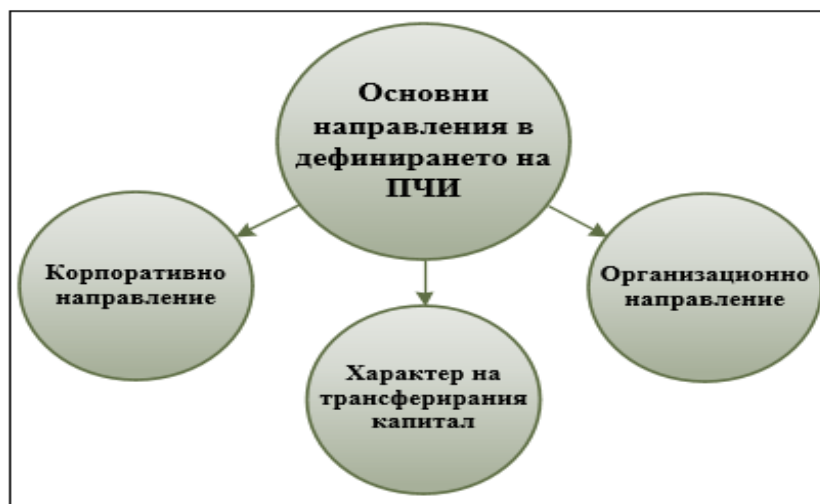 Основни
направления в
дефинирането на
ПЧИ
Корпоративно
направление
Организационно
направление
Характер на
трансферирания
капитал